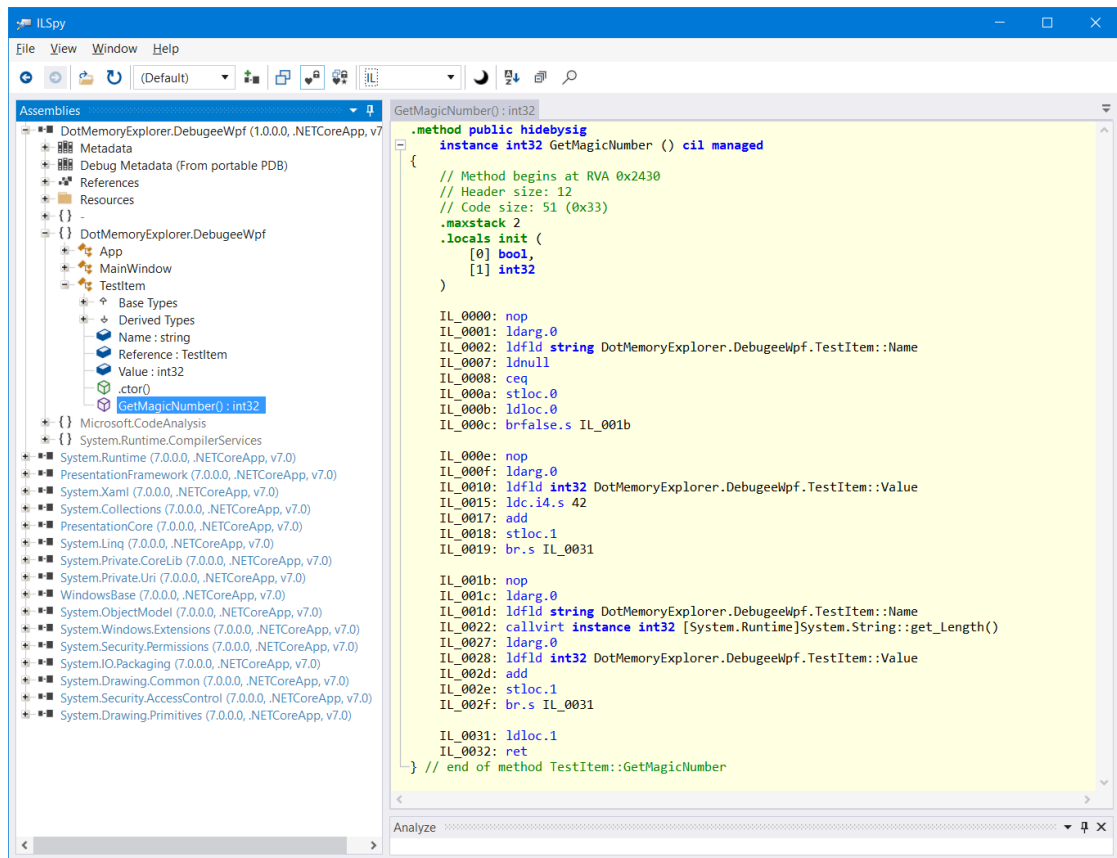 ILSpy
File View Window Help
(Default) IL
Assemblies
DotMemoryExplorer.DebugeeWpf (1.0.0.0, .NETCoreApp, v7
Metadata
Debug Metadata (From portable PDB)
References
Resources
{ } -
{ } DotMemoryExplorer.DebugeeWpf
App
MainWindow
TestItem
Base Types
Derived Types
Name : string
Reference : TestItem
Value : int32
.ctor()
GetMagicNumber() : int32
{ } Microsoft.CodeAnalysis
{ } System.Runtime.CompilerServices
System.Runtime (7.0.0.0, .NETCoreApp, v7.0)
PresentationFramework (7.0.0.0, .NETCoreApp, v7.0)
System.Xaml (7.0.0.0, .NETCoreApp, v7.0)
System.Collections (7.0.0.0, .NETCoreApp, v7.0)
PresentationCore (7.0.0.0, .NETCoreApp, v7.0)
System.Linq (7.0.0.0, .NETCoreApp, v7.0)
System.Private.CoreLib (7.0.0.0, .NETCoreApp, v7.0)
System.Private.Uri (7.0.0.0, .NETCoreApp, v7.0)
WindowsBase (7.0.0.0, .NETCoreApp, v7.0)
System.ObjectModel (7.0.0.0, .NETCoreApp, v7.0)
System.Windows.Extensions (7.0.0.0, .NETCoreApp, v7.0)
System.Security.Permissions (7.0.0.0, .NETCoreApp, v7.0)
System.IO.Packaging (7.0.0.0, .NETCoreApp, v7.0)
System.Drawing.Common (7.0.0.0, .NETCoreApp, v7.0)
System.Security.AccessControl (7.0.0.0, .NETCoreApp, v7.0)
System.Drawing.Primitives (7.0.0.0, .NETCoreApp, v7.0)
GetMagicNumber() : int32
.method public hidebysig
instance int32 GetMagicNumber () cil managed
{
// Method begins at RVA 0x2430
// Header size: 12
// Code size: 51 (0x33)
.maxstack 2
.locals init (
[0] bool,
[1] int32
)
IL_0000: nop
IL_0001: ldarg.0
IL_0002: ldfld string DotMemoryExplorer.DebugeeWpf.TestItem::Name
IL_0007: ldnull
IL_0008: ceq
IL_000a: stloc.0
IL_000b: ldloc.0
IL_000c: brfalse.s IL_001b
IL_000e: nop
IL_000f: ldarg.0
IL_0010: ldfld int32 DotMemoryExplorer.DebugeeWpf.TestItem::Value
IL_0015: ldc.i4.s 42
IL_0017: add
IL_0018: stloc.1
IL_0019: br.s IL_0031
IL_001b: nop
IL_001c: ldarg.0
IL_001d: ldfld string DotMemoryExplorer.DebugeeWpf.TestItem::Name
IL_0022: callvirt instance int32 [System.Runtime]System.String::get_Length()
IL_0027: ldarg.0
IL_0028: ldfld int32 DotMemoryExplorer.DebugeeWpf.TestItem::Value
IL_002d: add
IL_002e: stloc.1
IL_002f: br.s IL_0031
IL_0031: ldloc.1
IL_0032: ret
} // end of method TestItem::GetMagicNumber
Analyze